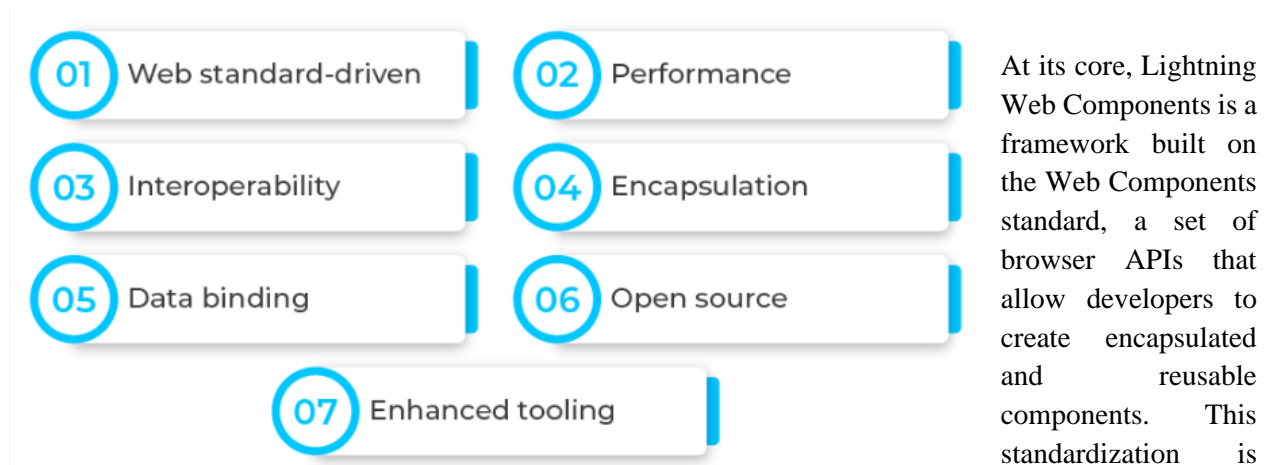 01 Web standard-driven
02 Performance
03 Interoperability
04 Encapsulation
05 Data binding
06 Open source
07 Enhanced tooling
At its core, Lightning
Web Components is a
framework built on
the Web Components
standard, a set of
browser APIs that
allow developers to
create encapsulated
and reusable
components. This
standardization is